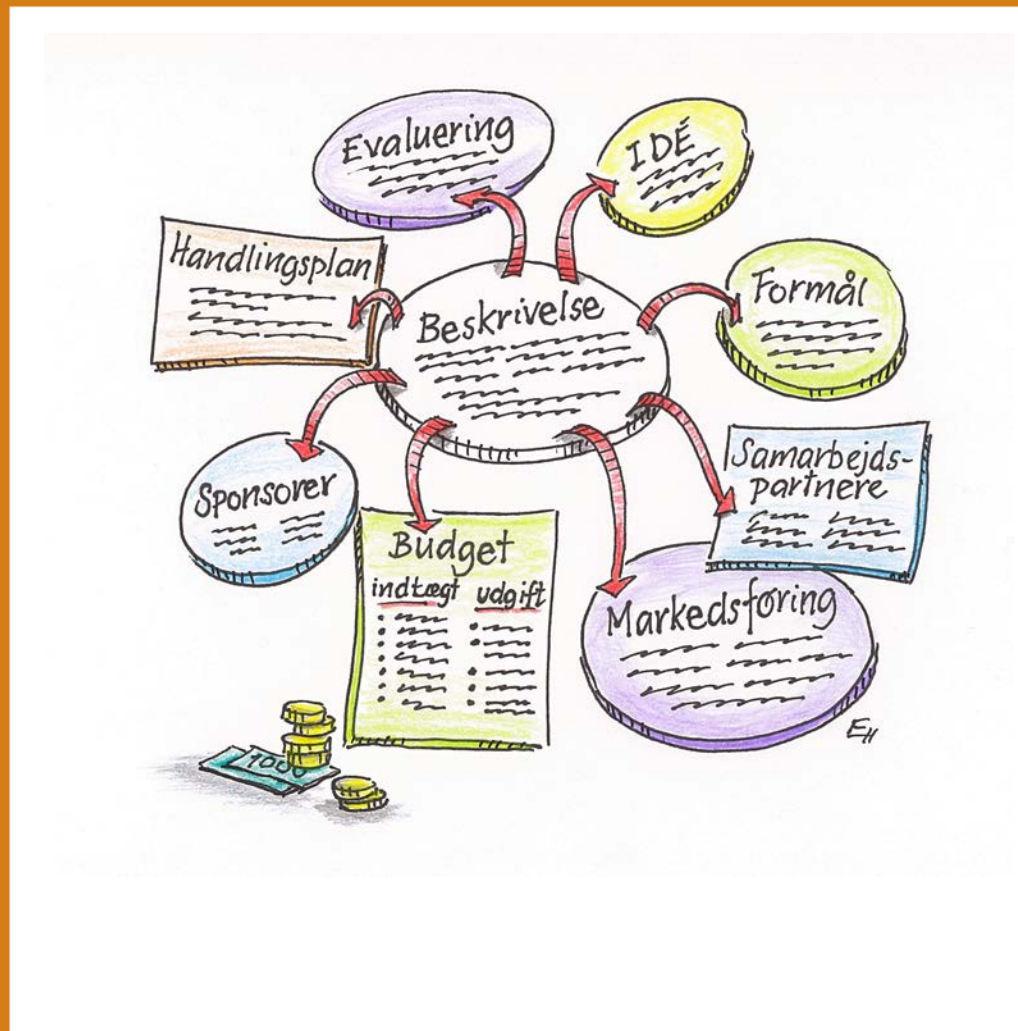 Evaluering
IDÉ
Handlingsplan
Beskrivelse
Formål
Sponsorer
Samarbejds-
partnere
Budget
indtægt udgift
Markedsføring
1000
EH